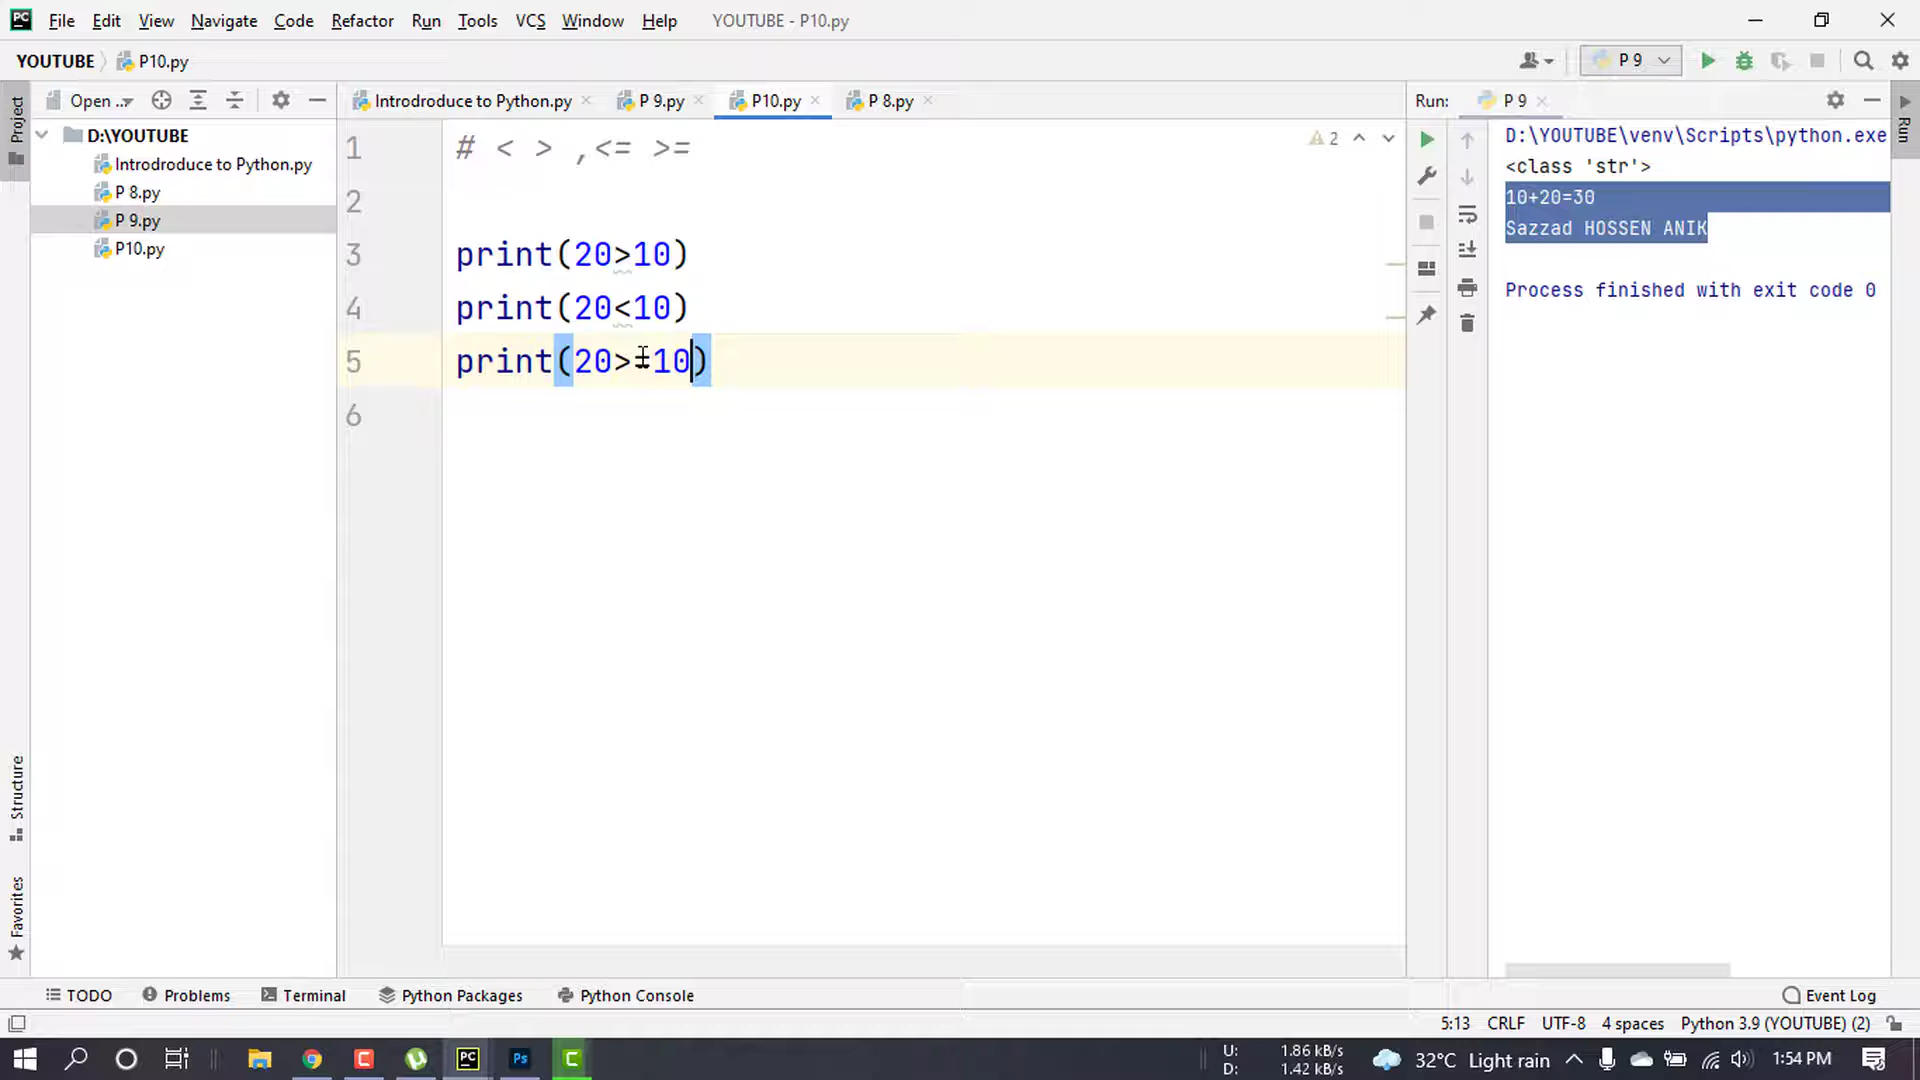 File Edit View Navigate Code Refactor Run Tools VCS Window Help YOUTUBE - P10.py
YOUTUBE P10.py P 9
Project Open .. Introdroduce to Python.py P 9.py P10.py P 8.py Run: P 9 Run
D:\YOUTUBE
Introdroduce to Python.py
P 8.py
P 9.py
P10.py
1 # < > ,<= >=
2
3 print(20>10)
4 print(20<10)
5 print(20>=10)
6
2
D:\YOUTUBE\venv\Scripts\python.exe
<class 'str'>
10+20=30
Sazzad HOSSEN ANIK
Process finished with exit code 0
Structure
Favorites
TODO Problems Terminal Python Packages Python Console Event Log
5:13 CRLF UTF-8 4 spaces Python 3.9 (YOUTUBE) (2)
U: 1.86 kB/s
D: 1.42 kB/s
32°C Light rain 1:54 PM